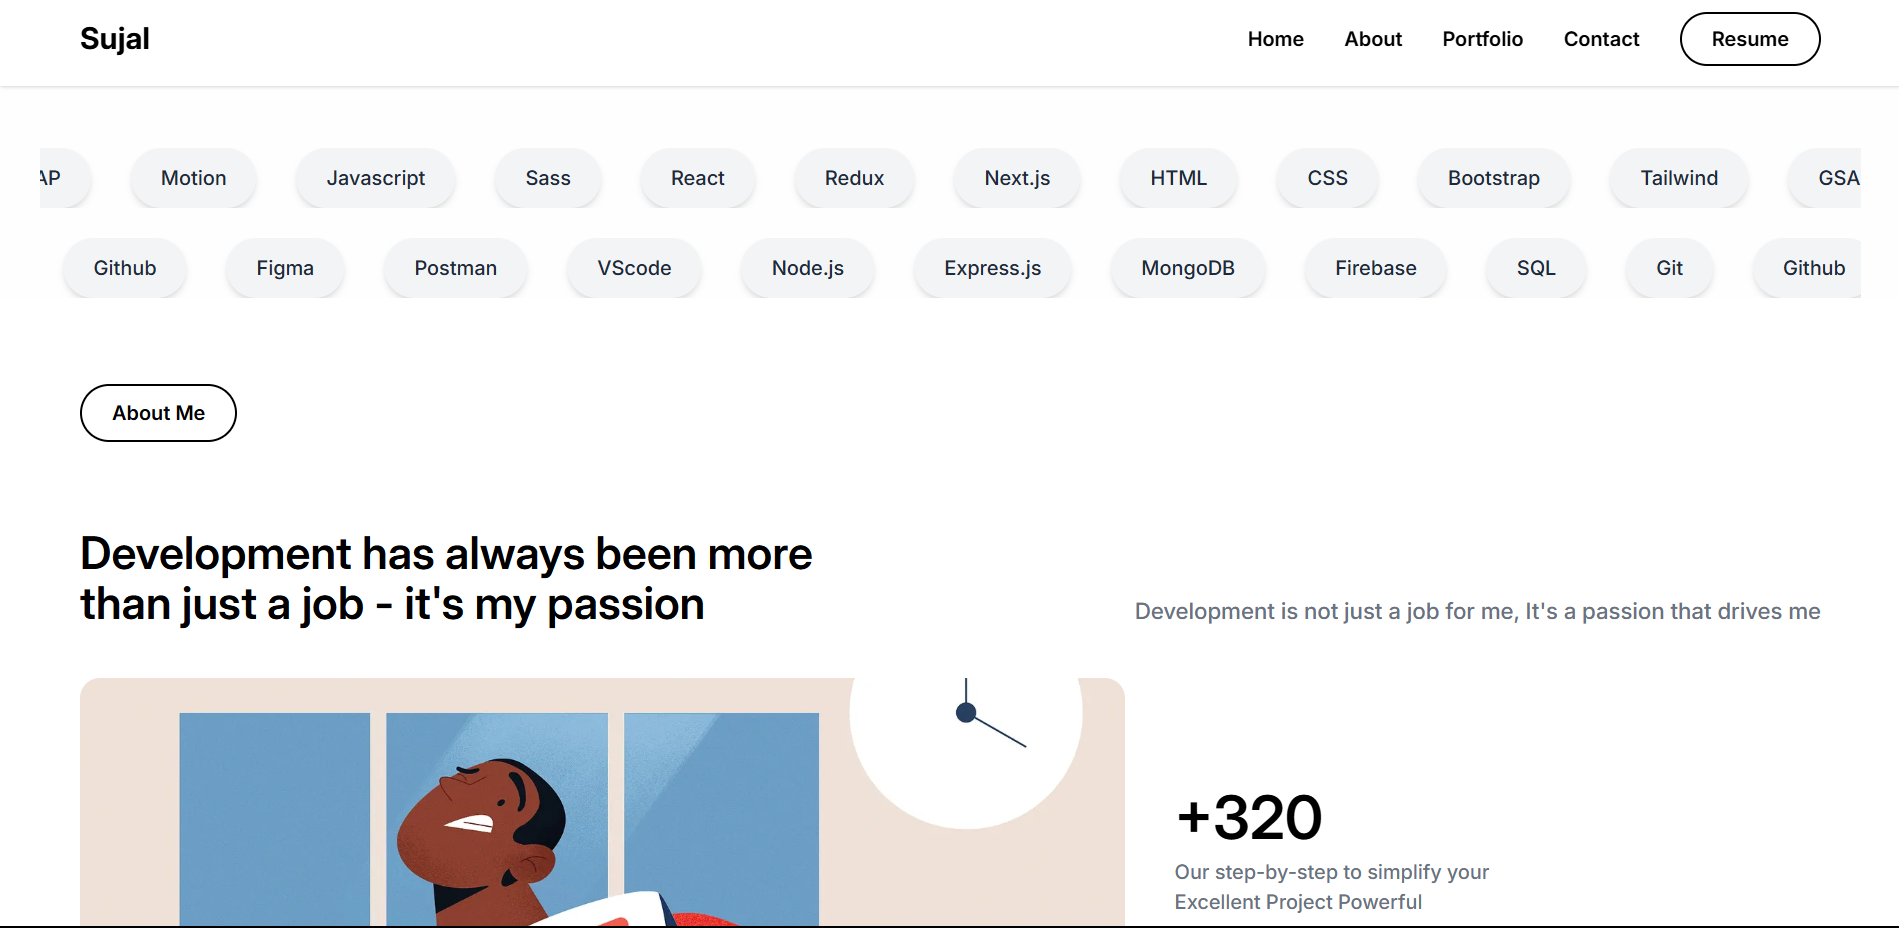 Sujal
Home About Portfolio Contact Resume
AP Motion Javascript Sass React Redux Next.js HTML CSS Bootstrap Tailwind GSA
Github Figma Postman VScode Node.js Express.js MongoDB Firebase SQL Git Github
About Me
Development has always been more
than just a job - it's my passion
Development is not just a job for me, It's a passion that drives me
+320
Our step-by-step to simplify your
Excellent Project Powerful